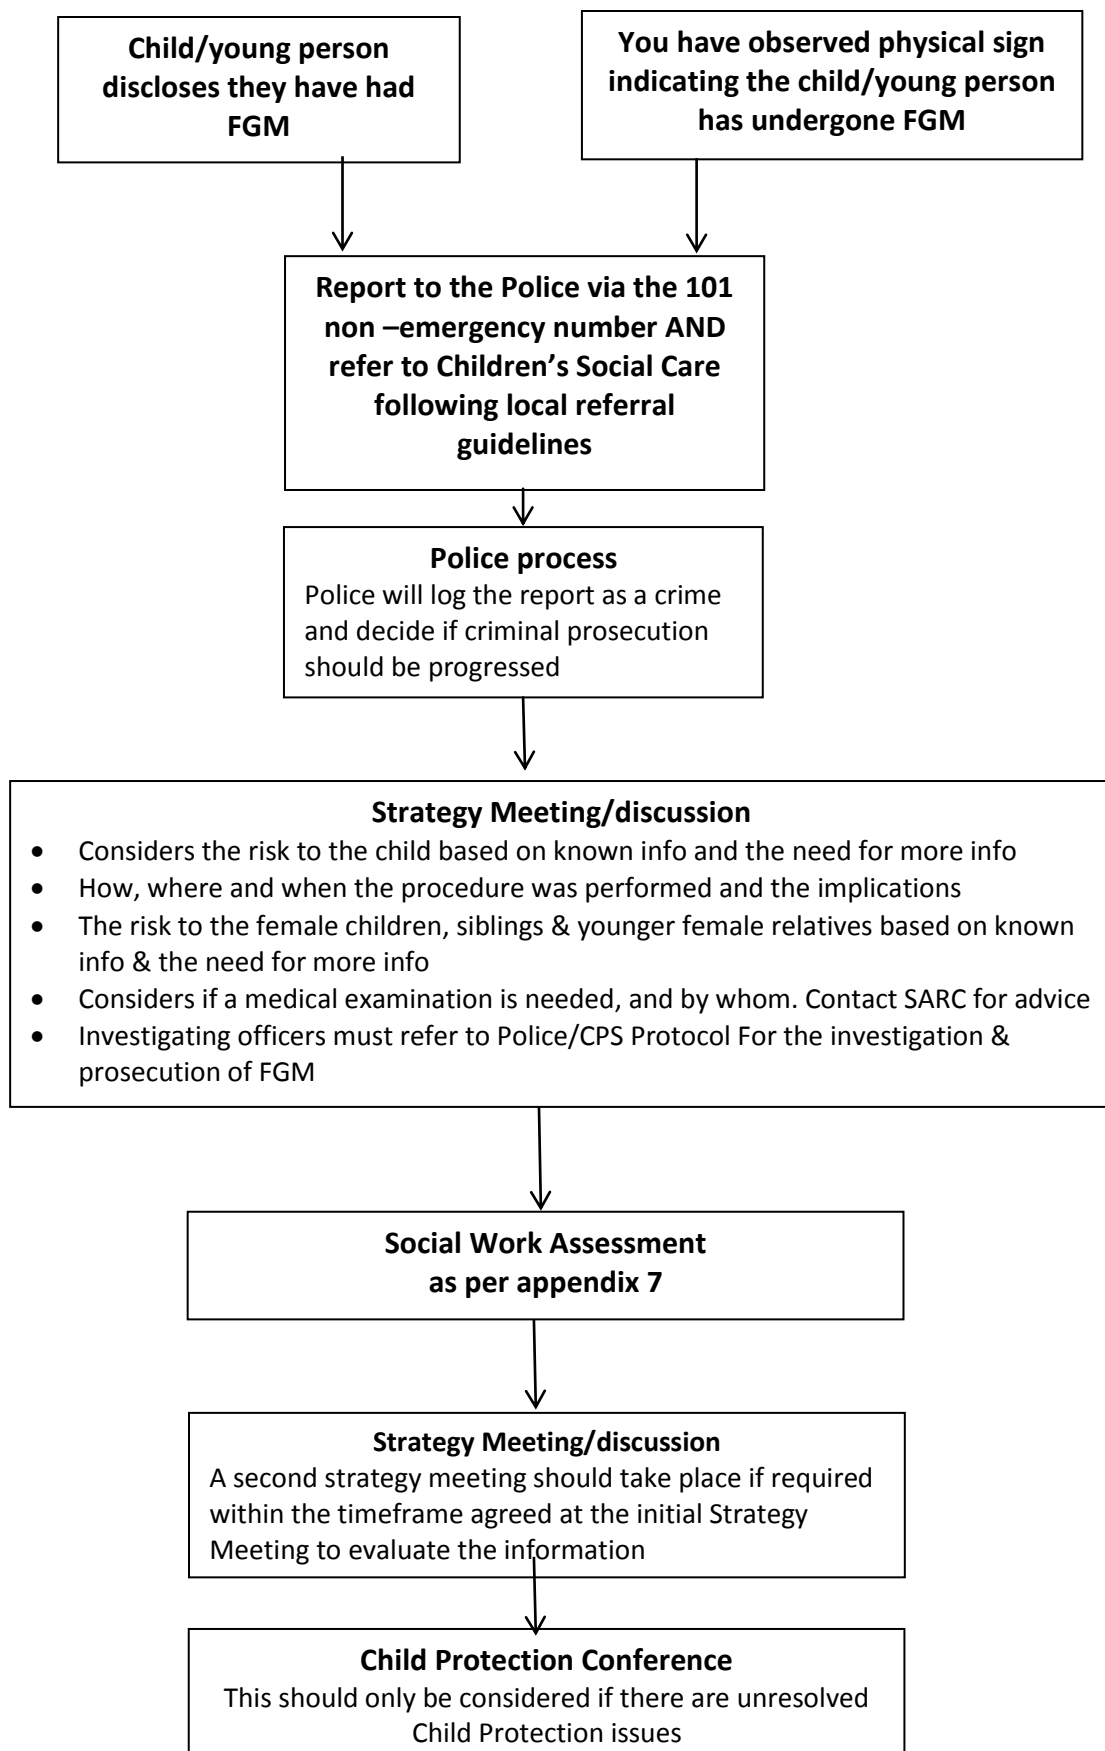 Child/young person
discloses they have had
FGM
You have observed physical sign
indicating the child/young person
has undergone FGM
Report to the Police via the 101
non –emergency number AND
refer to Children’s Social Care
following local referral
guidelines
Police process
Police will log the report as a crime
and decide if criminal prosecution
should be progressed
Strategy Meeting/discussion
• Considers the risk to the child based on known info and the need for more info
• How, where and when the procedure was performed and the implications
• The risk to the female children, siblings & younger female relatives based on known
info & the need for more info
• Considers if a medical examination is needed, and by whom. Contact SARC for advice
• Investigating officers must refer to Police/CPS Protocol For the investigation &
prosecution of FGM
Social Work Assessment
as per appendix 7
Strategy Meeting/discussion
A second strategy meeting should take place if required
within the timeframe agreed at the initial Strategy
Meeting to evaluate the information
Child Protection Conference
This should only be considered if there are unresolved
Child Protection issues